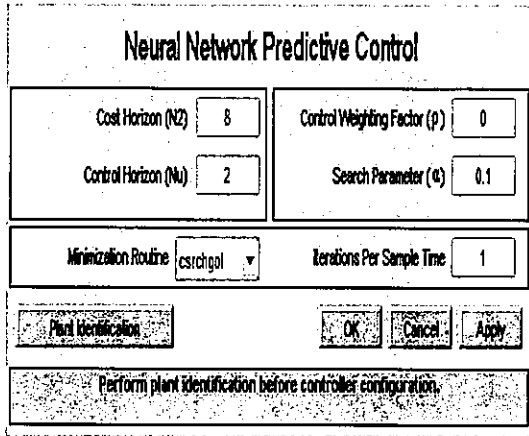 Neural Network Predictive Control
Cost Horizon (N2) 8
Control Weighting Factor (ρ) 0
Control Horizon (Nu) 2
Search Parameter (α) 0.1
Minimization Routine csrchgol
Iterations Per Sample Time 1
Plant Identification OK Cancel Apply
Perform plant identification before controller configuration.